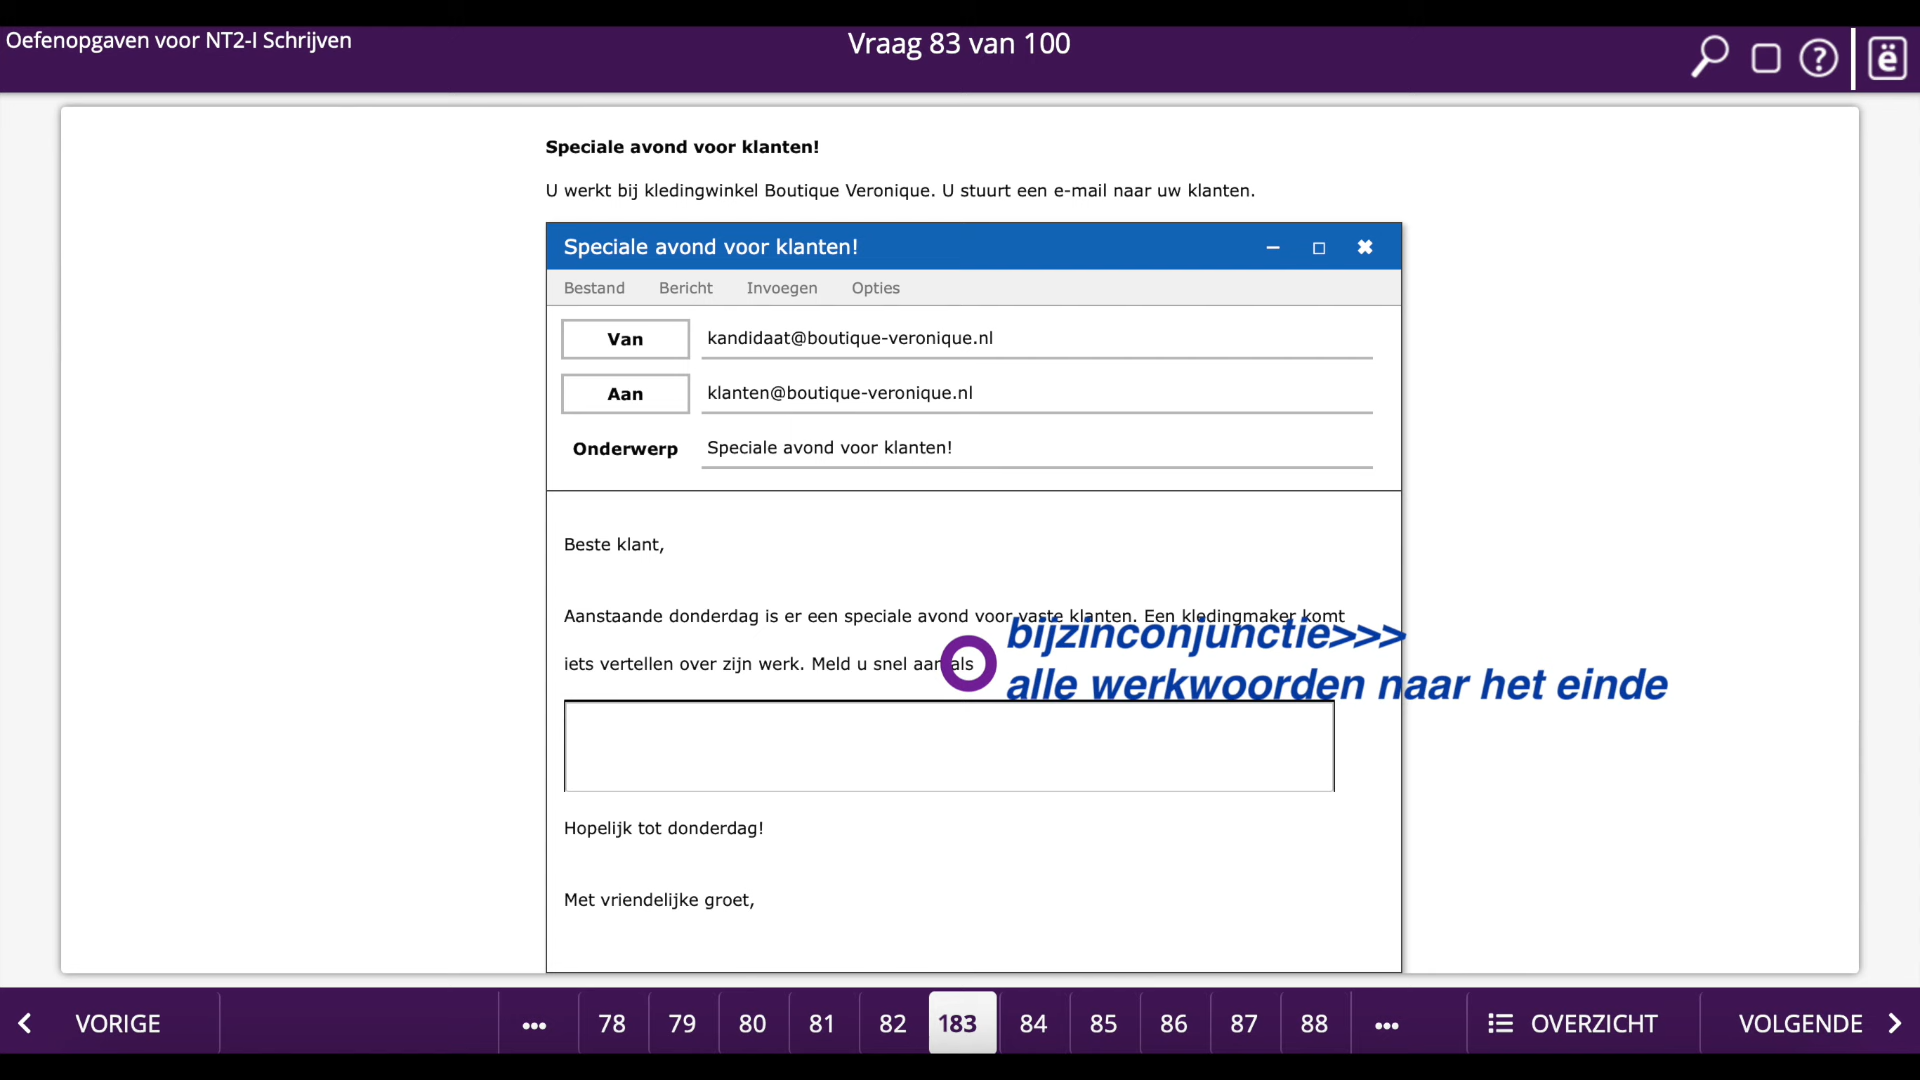 Oefenopgaven voor NT2-I Schrijven
Vraag 83 van 100
Speciale avond voor klanten!
U werkt bij kledingwinkel Boutique Veronique. U stuurt een e-mail naar uw klanten.
Speciale avond voor klanten!
Bestand Bericht Invoegen Opties
Van kandidaat@boutique-veronique.nl
Aan klanten@boutique-veronique.nl
Onderwerp Speciale avond voor klanten!
Beste klant,
Aanstaande donderdag is er een speciale avond voor vaste klanten. Een kledingmaker komt
bijzinconjunctie>>>
iets vertellen over zijn werk. Meld u snel aan als
alle werkwoorden naar het einde
Hopelijk tot donderdag!
Met vriendelijke groet,
VORIGE ... 78 79 80 81 82 183 84 85 86 87 88 ... OVERZICHT VOLGENDE